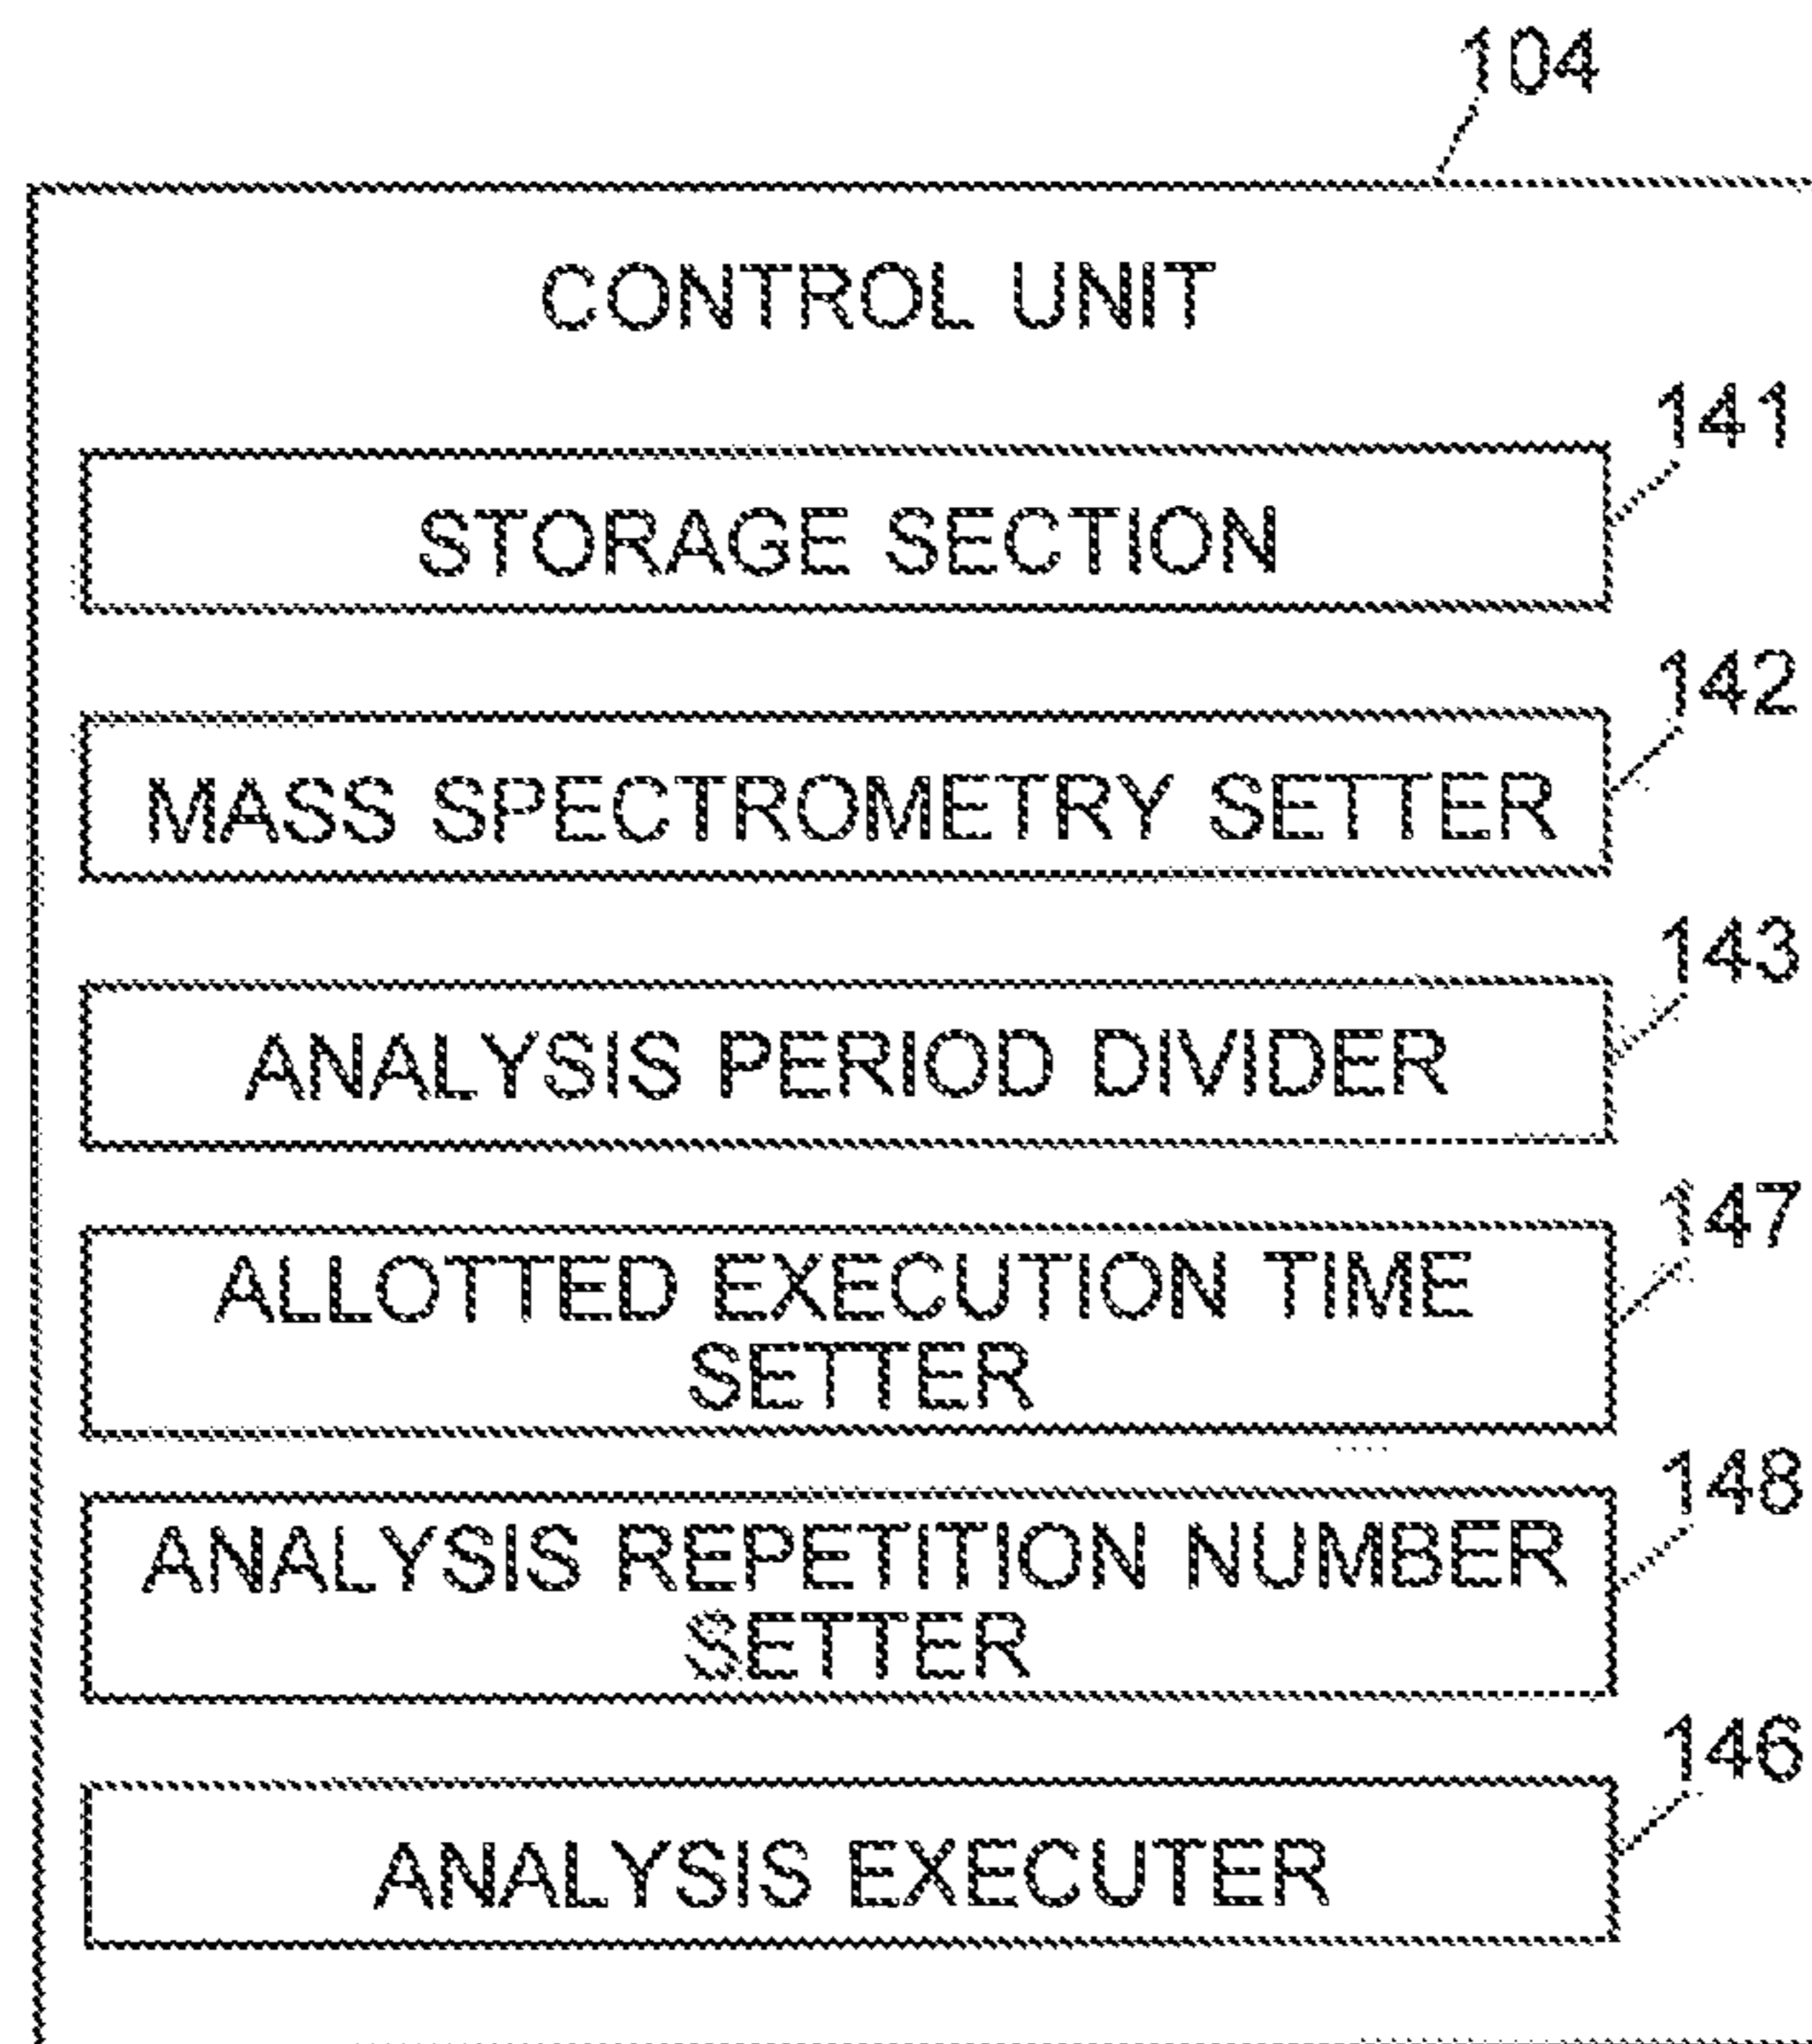 104
CONTROL UNIT
141
STORAGE SECTION
142
MASS SPECTROMETRY SETTER
143
ANALYSIS PERIOD DIVIDER
147
ALLOTTED EXECUTION TIME
SETTER
148
ANALYSIS REPETITION NUMBER
SETTER
146
ANALYSIS EXECUTER